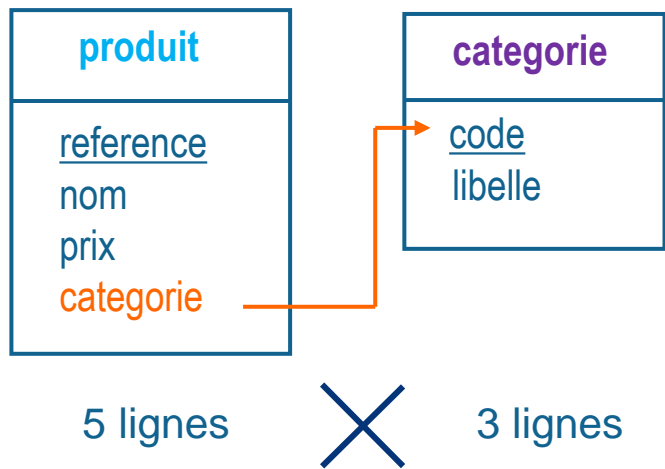 produit
reference
nom
prix
categorie
categorie
code
libelle
5 lignes
3 lignes